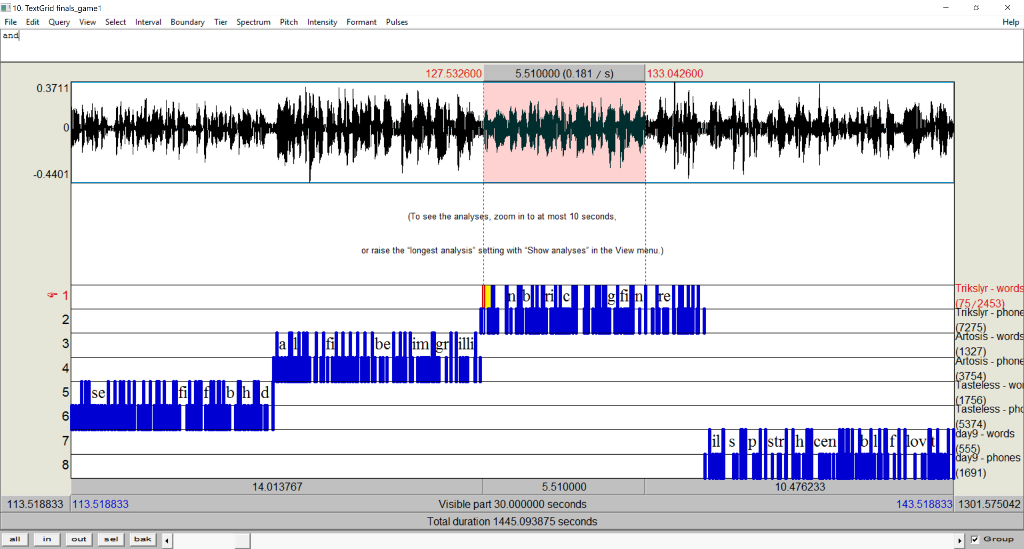 10. TextGrid finals_game1
File Edit Query View Select Interval Boundary Tier Spectrum Pitch Intensity Formant Pulses Help
and
127.532600 5.510000 (0.181 / s) 133.042600
0.3711
0
-0.4401
(To see the analyses, zoom in to at most 10 seconds,
or raise the “longest analysis” setting with “Show analyses” in the View menu.)
1 n b ri c g fi n re Trikslyr - words
(75/2453)
2 Trikslyr - phone
(7275)
3 a l fi be im gr illi Artosis - words
(1327)
4 Artosis - phone
(3754)
5 se fi f b h d Tasteless - wo
(1756)
6 Tasteless - pho
(5374)
7 il s p str h cen b l f lov t day9 - words
(555)
8 day9 - phones
(1691)
14.013767 5.510000 10.476233
113.518833 113.518833 Visible part 30.000000 seconds 143.518833 1301.575042
Total duration 1445.093875 seconds
all in out sel bak Group